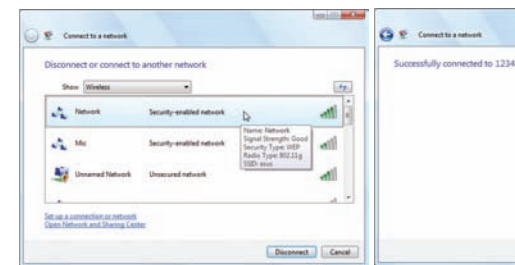 Connect to a network
Disconnect or connect to another network
Show Wireless
Network Security-enabled network
Name: Network
Signal Strength: Good
Security Type: WEP
Radio Type: 802.11g
SSID: asus
Mic Security-enabled network
Unnamed Network Unsecured network
Set up a connection or network
Open Network and Sharing Center
Disconnect Cancel
Connect to a network
Successfully connected to 1234